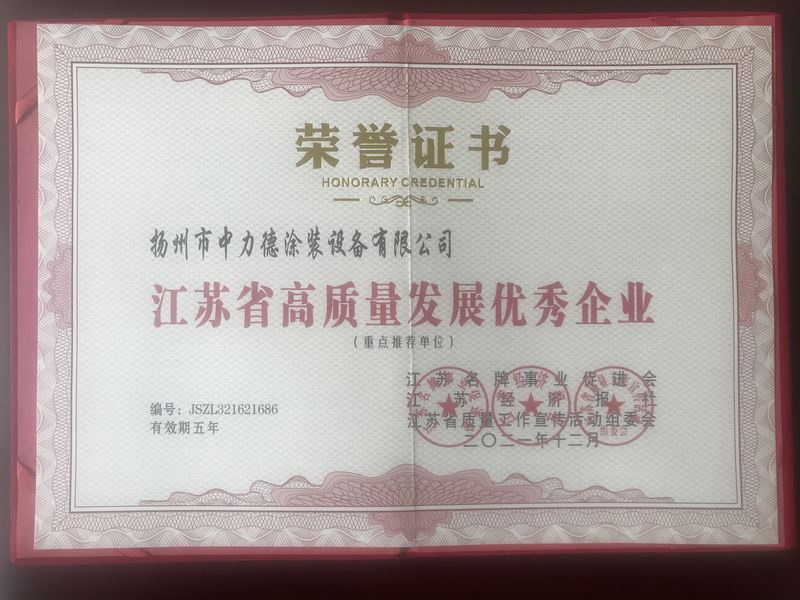 荣誉证书
HONORARY CREDENTIAL
扬州市中力德涂装设备有限公司
江苏省高质量发展优秀企业
(重点推荐单位)
江苏名牌事业促进会
江苏经济报社
江苏省质量工作宣传活动组委会
二〇二一年十二月
编号：JSZL321621686
有效期五年
组委会